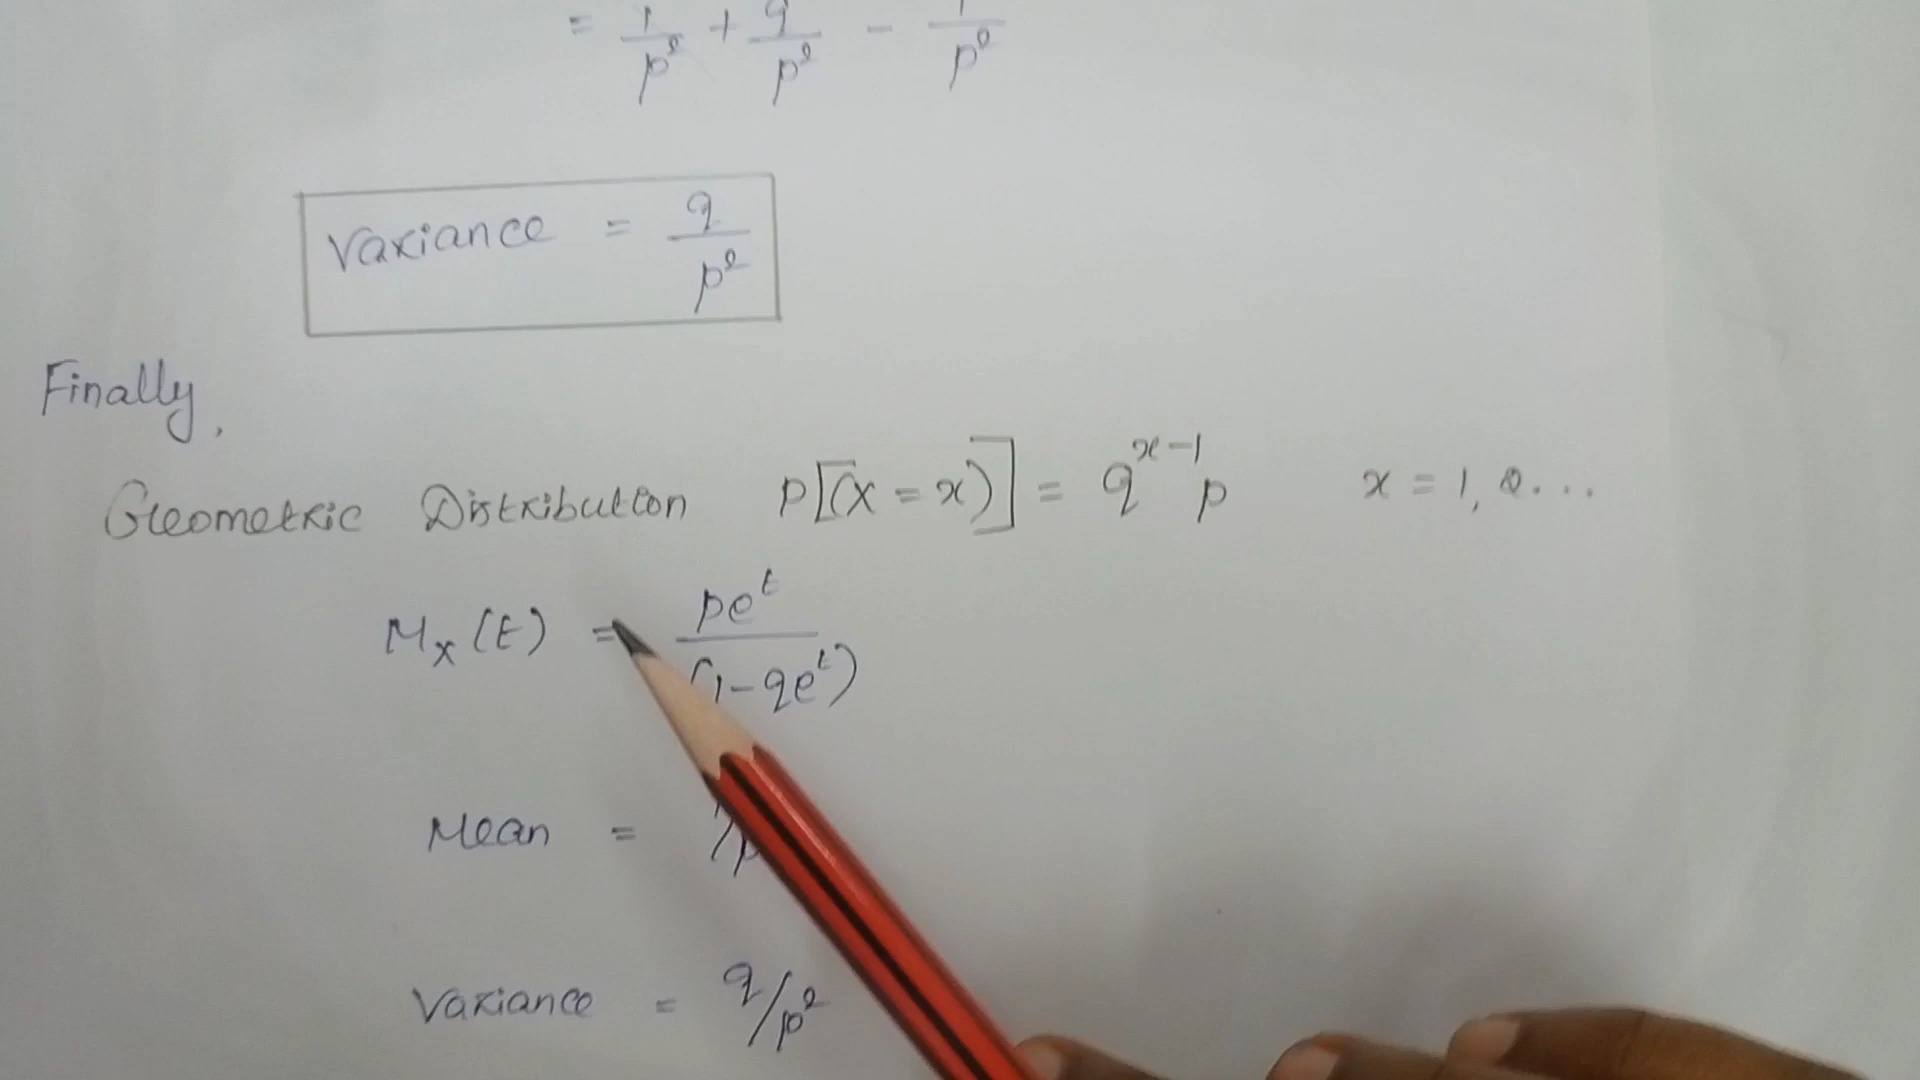 = 1/p² + q/p² - 1/p²
Variance = q/p²
Finally,
Geometric Distribution P[(X = x)] = q^{x-1} p x = 1, 2...
M_X(t) = pe^t/(1-qe^t)
Mean = 1/p
Variance = q/p²